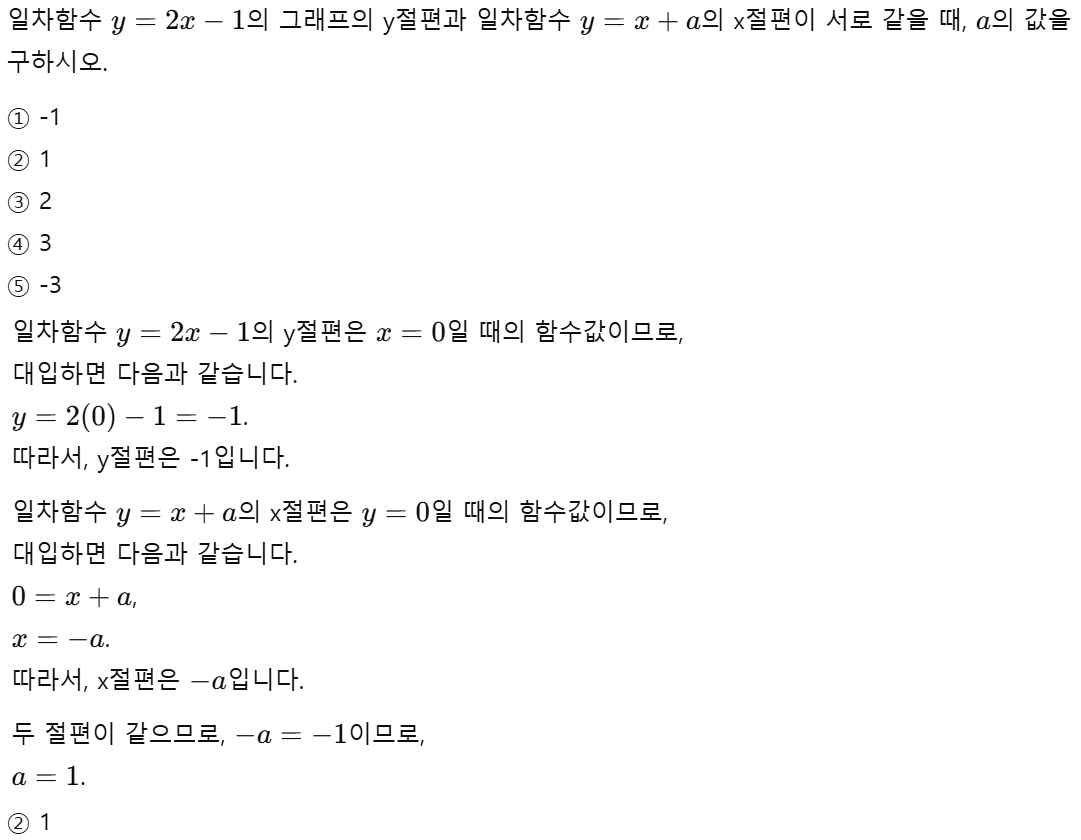 일차함수 y = 2x − 1의 그래프의 y절편과 일차함수 y = x + a의 x절편이 서로 같을 때, a의 값을
구하시오.
① -1
② 1
③ 2
④ 3
⑤ -3
일차함수 y = 2x − 1의 y절편은 x = 0일 때의 함수값이므로,
대입하면 다음과 같습니다.
y = 2(0) − 1 = −1.
따라서, y절편은 -1입니다.
일차함수 y = x + a의 x절편은 y = 0일 때의 함수값이므로,
대입하면 다음과 같습니다.
0 = x + a,
x = −a.
따라서, x절편은 −a입니다.
두 절편이 같으므로, −a = −1이므로,
a = 1.
② 1